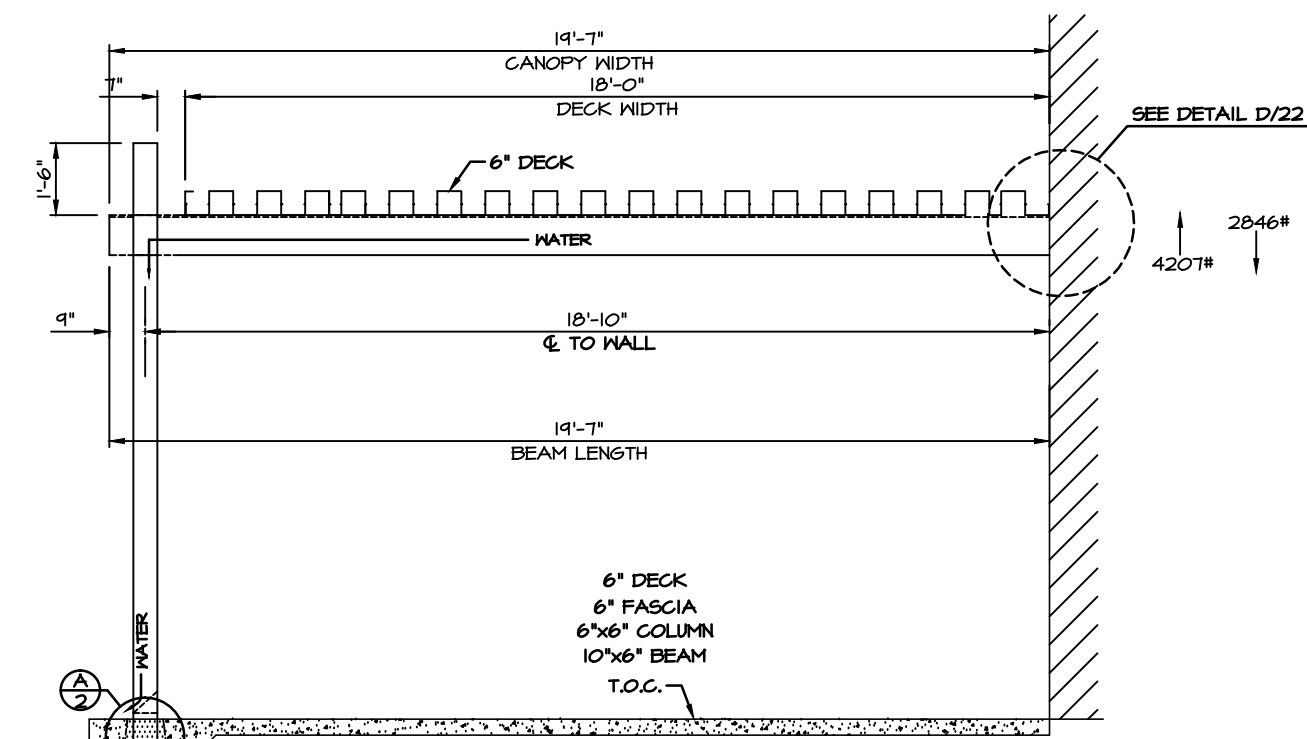 19'-7"
CANOPY WIDTH
7"
18'-0"
DECK WIDTH
SEE DETAIL D/22
6" DECK
1'-6"
WATER
2846#
4207#
9"
18'-10"
℄ TO WALL
19'-7"
BEAM LENGTH
6" DECK
6" FASCIA
6"x6" COLUMN
10"x6" BEAM
T.O.C.
WATER
A
2